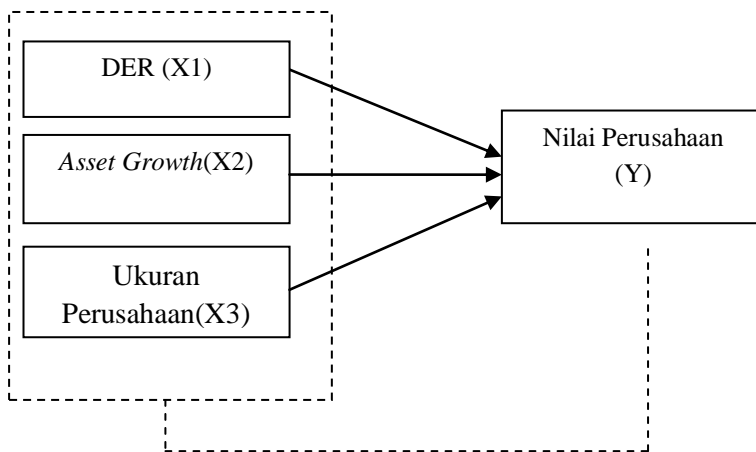 DER (X1)
Asset Growth(X2)
Ukuran
Perusahaan(X3)
Nilai Perusahaan
(Y)